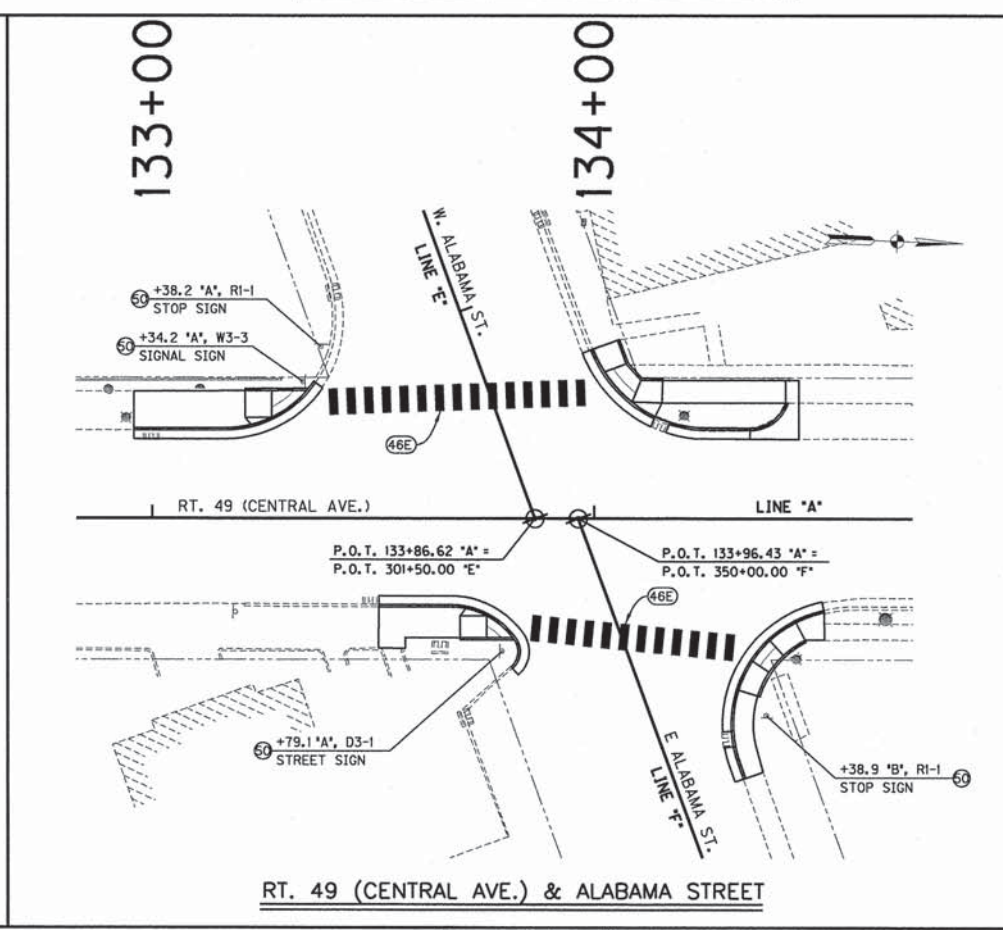 133+00
134+00
W. ALABAMA ST.
LINE "E"
50 +38.2 "A", R1-1
STOP SIGN
50 +34.2 "A", W3-3
SIGNAL SIGN
46E
RT. 49 (CENTRAL AVE.)
LINE "A"
P.O.T. 133+86.62 "A" =
P.O.T. 301+50.00 "E"
P.O.T. 133+96.43 "A" =
P.O.T. 350+00.00 "F"
46E
50 +79.1 "A", D3-1
STREET SIGN
E ALABAMA ST.
LINE "F"
+38.9 "B", R1-1 50
STOP SIGN
RT. 49 (CENTRAL AVE.) & ALABAMA STREET